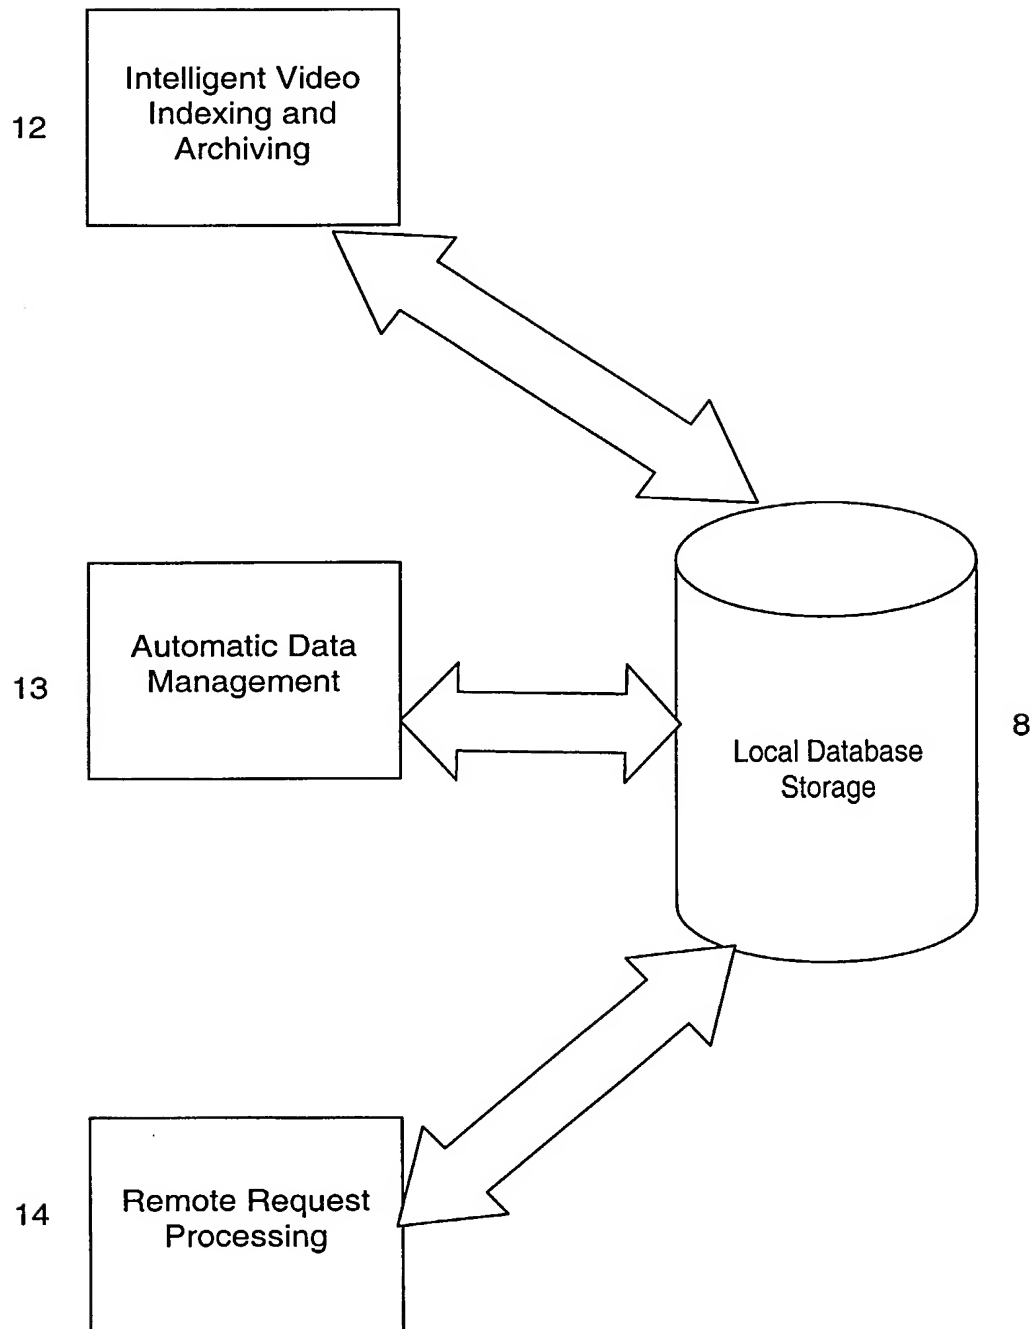 Intelligent Video
Indexing and
Archiving
12
Automatic Data
Management
13
Local Database
Storage
8
Remote Request
Processing
14